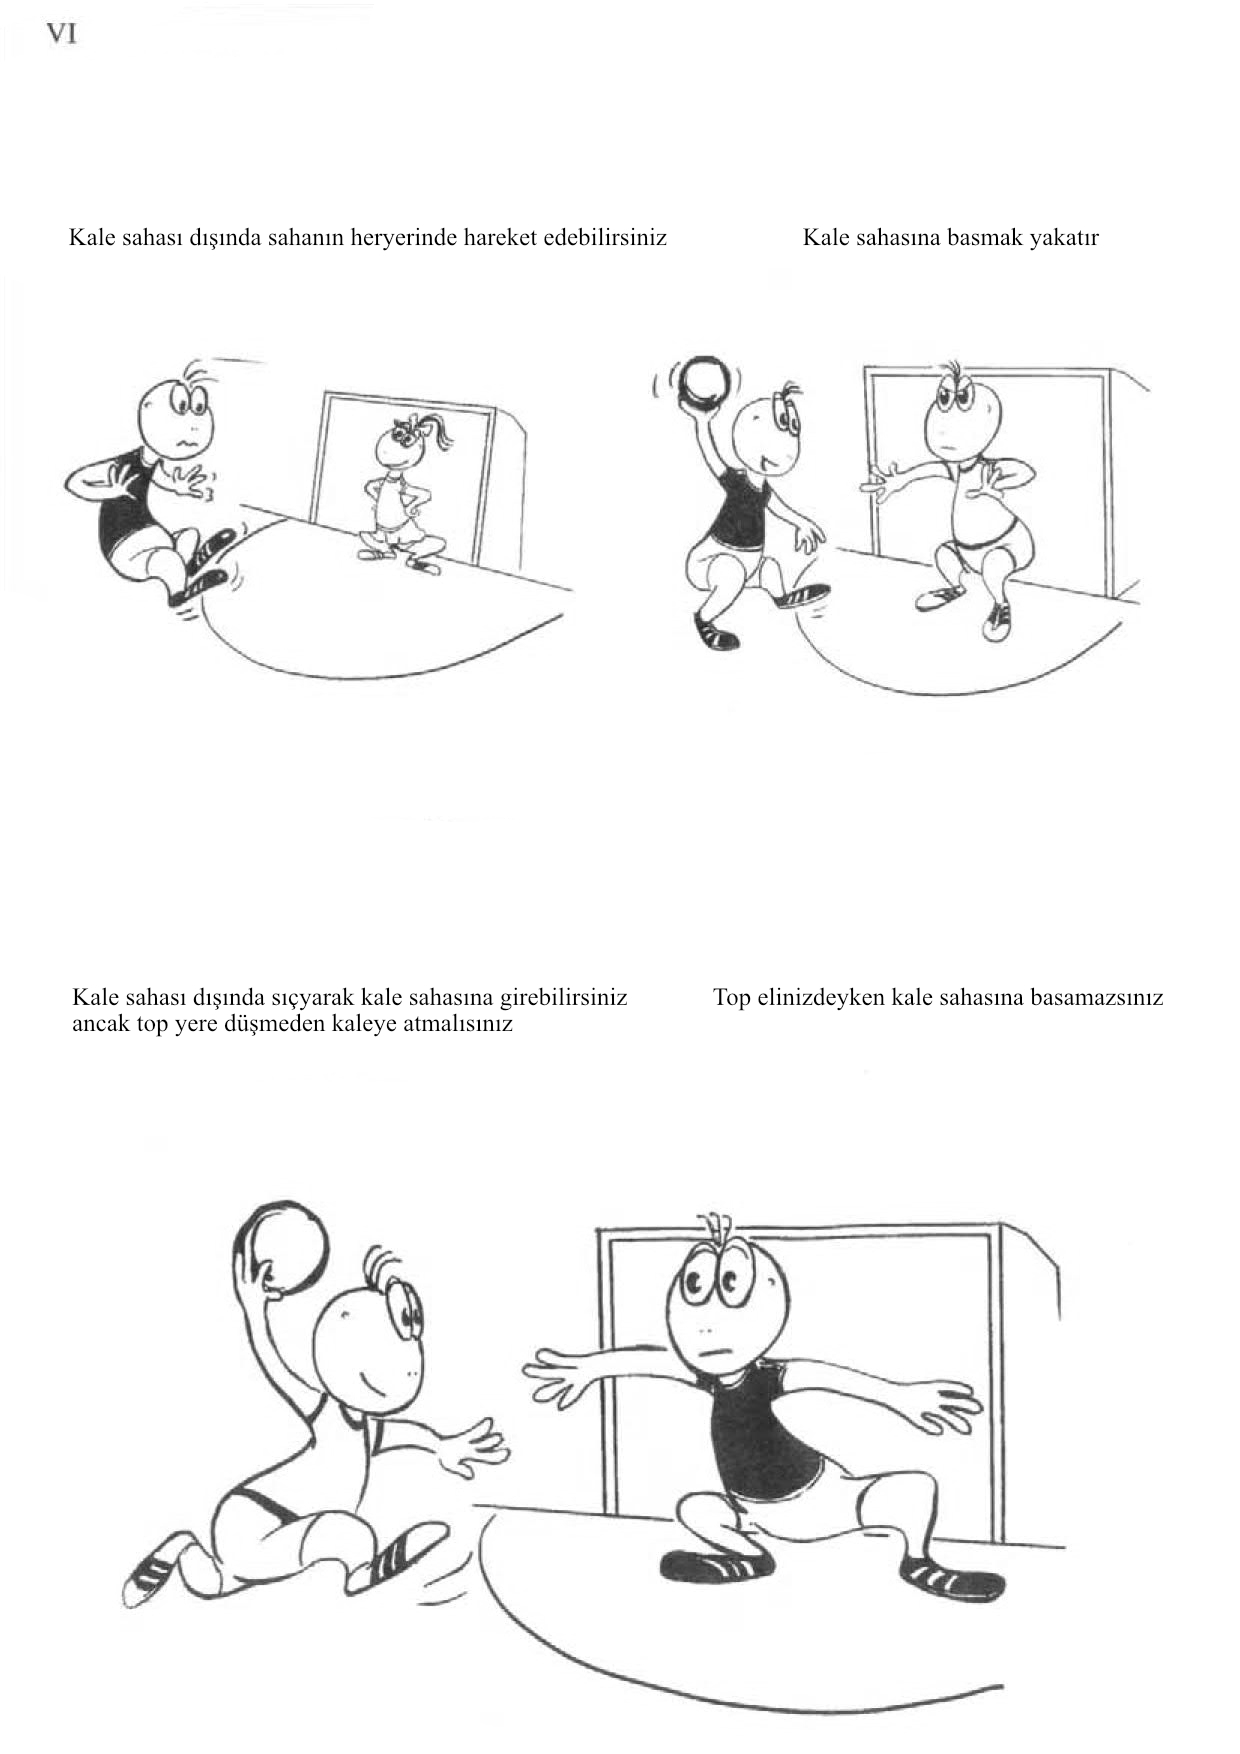 VI
Kale sahası dışında sahanın heryerinde hareket edebilirsiniz
Kale sahasına basmak yakatır
Kale sahası dışında sıçyarak kale sahasına girebilirsiniz
ancak top yere düşmeden kaleye atmalısınız
Top elinizdeyken kale sahasına basamazsınız